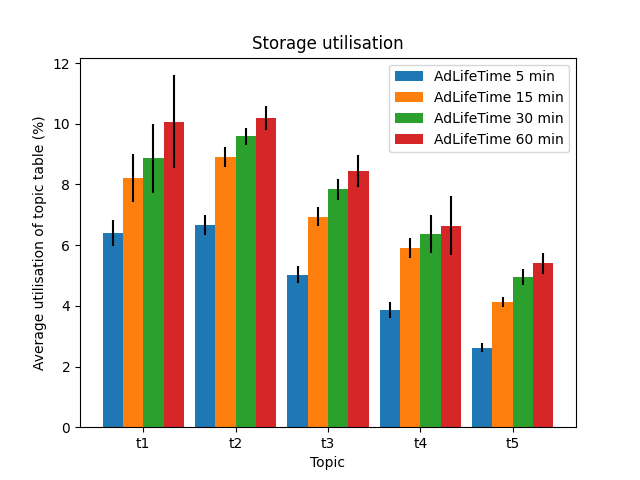 Storage utilisation
AdLifeTime 5 min
AdLifeTime 15 min
AdLifeTime 30 min
AdLifeTime 60 min
Average utilisation of topic table (%)
12
10
8
6
4
2
0
t1 t2 t3 t4 t5
Topic